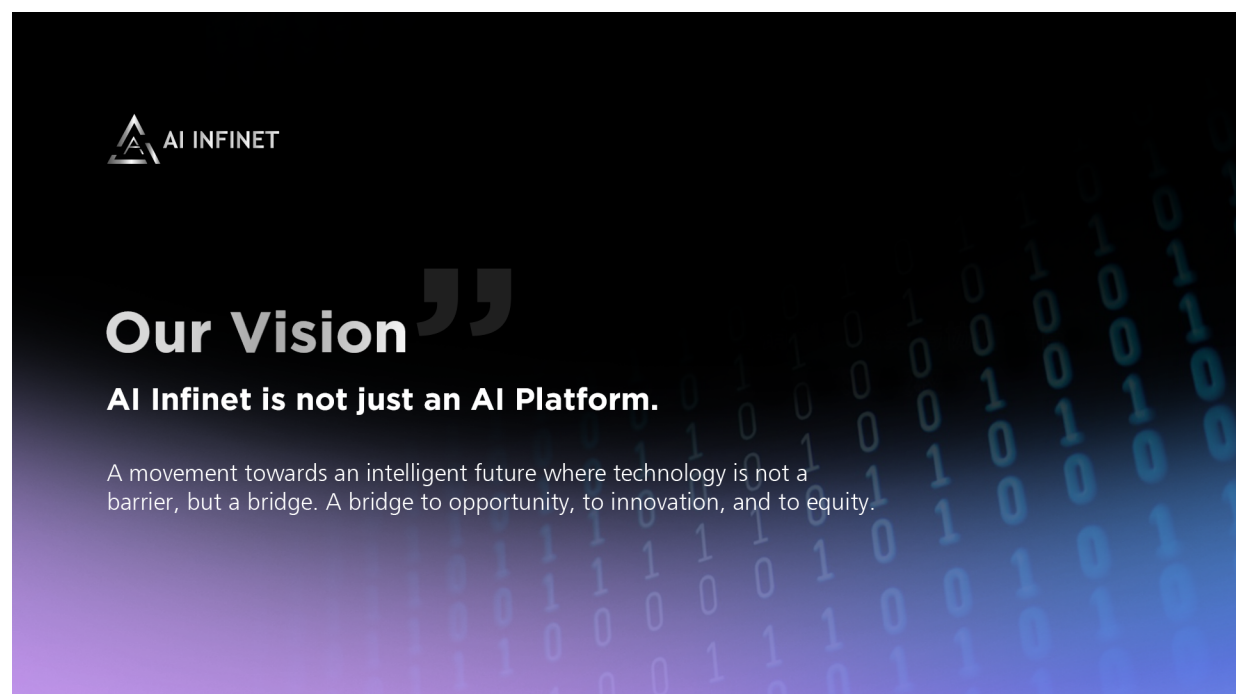 AI INFINET
Our Vision”
AI Infinet is not just an AI Platform.
A movement towards an intelligent future where technology is not a
barrier, but a bridge. A bridge to opportunity, to innovation, and to equity.